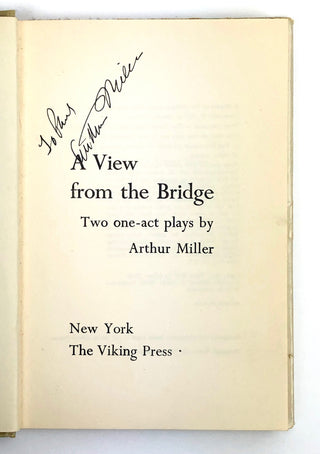 To Paul
Arthur Miller
A View
from the Bridge
Two one-act plays by
Arthur Miller
New York
The Viking Press ·